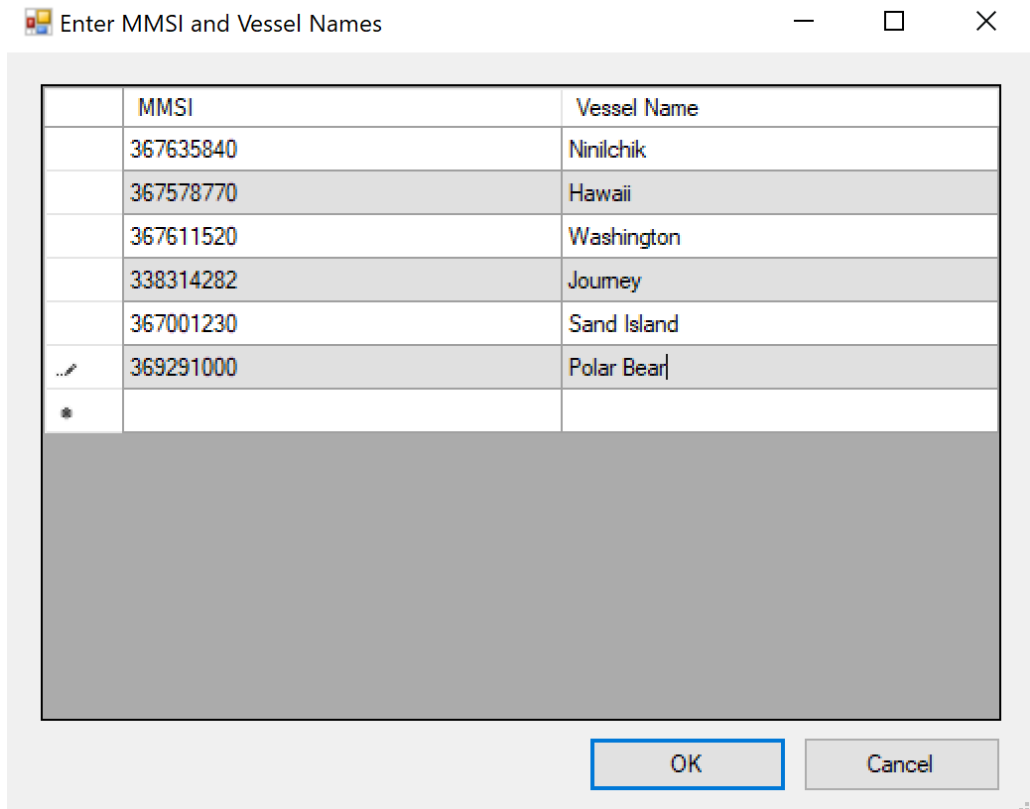 Enter MMSI and Vessel Names
MMSI Vessel Name
367635840 Ninilchik
367578770 Hawaii
367611520 Washington
338314282 Journey
367001230 Sand Island
369291000 Polar Bear
OK Cancel